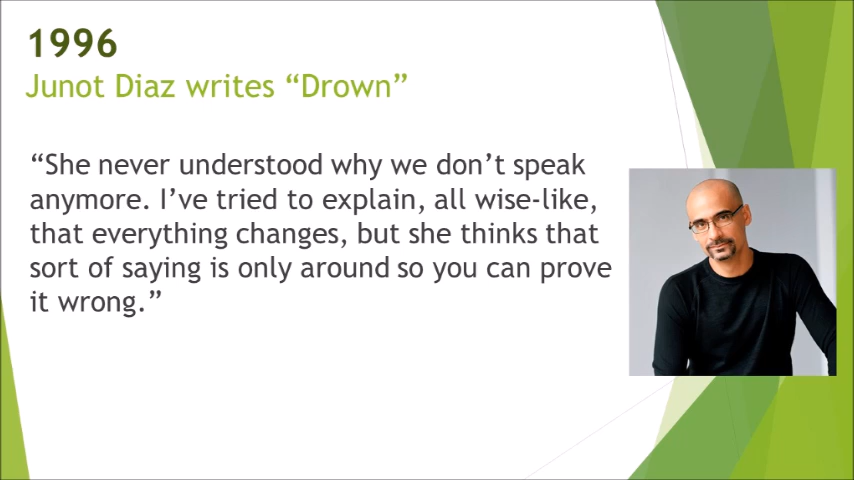 1996
Junot Diaz writes “Drown”
“She never understood why we don’t speak
anymore. I’ve tried to explain, all wise-like,
that everything changes, but she thinks that
sort of saying is only around so you can prove
it wrong.”